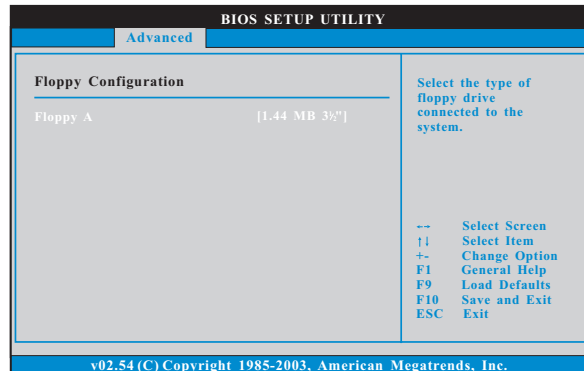 BIOS SETUP UTILITY
Advanced
Floppy Configuration
Floppy A [1.44 MB 3½"]
Select the type of
floppy drive
connected to the
system.
←→ Select Screen
↑↓ Select Item
+- Change Option
F1 General Help
F9 Load Defaults
F10 Save and Exit
ESC Exit
v02.54 (C) Copyright 1985-2003, American Megatrends, Inc.